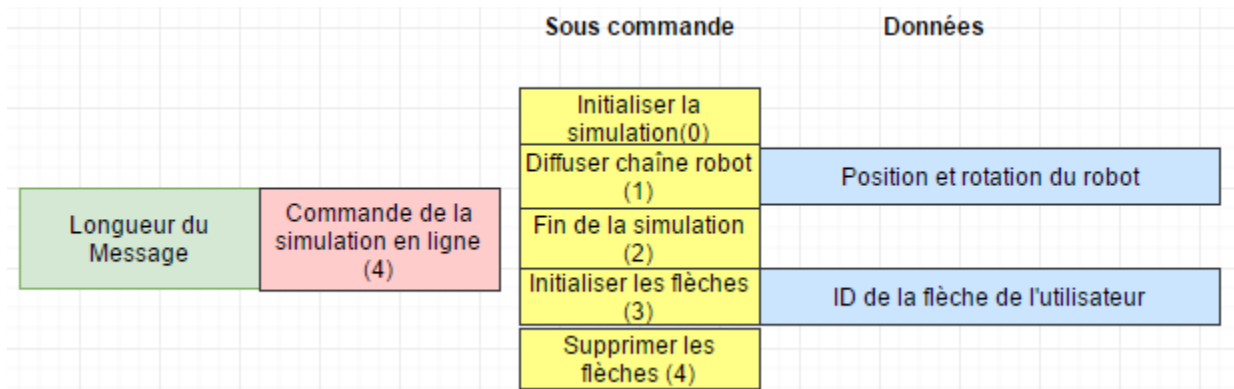 Sous commande
Données
Initialiser la
simulation(0)
Diffuser chaîne robot
(1)
Position et rotation du robot
Longueur du
Message
Commande de la
simulation en ligne
(4)
Fin de la simulation
(2)
Initialiser les flèches
(3)
ID de la flèche de l'utilisateur
Supprimer les
flèches (4)